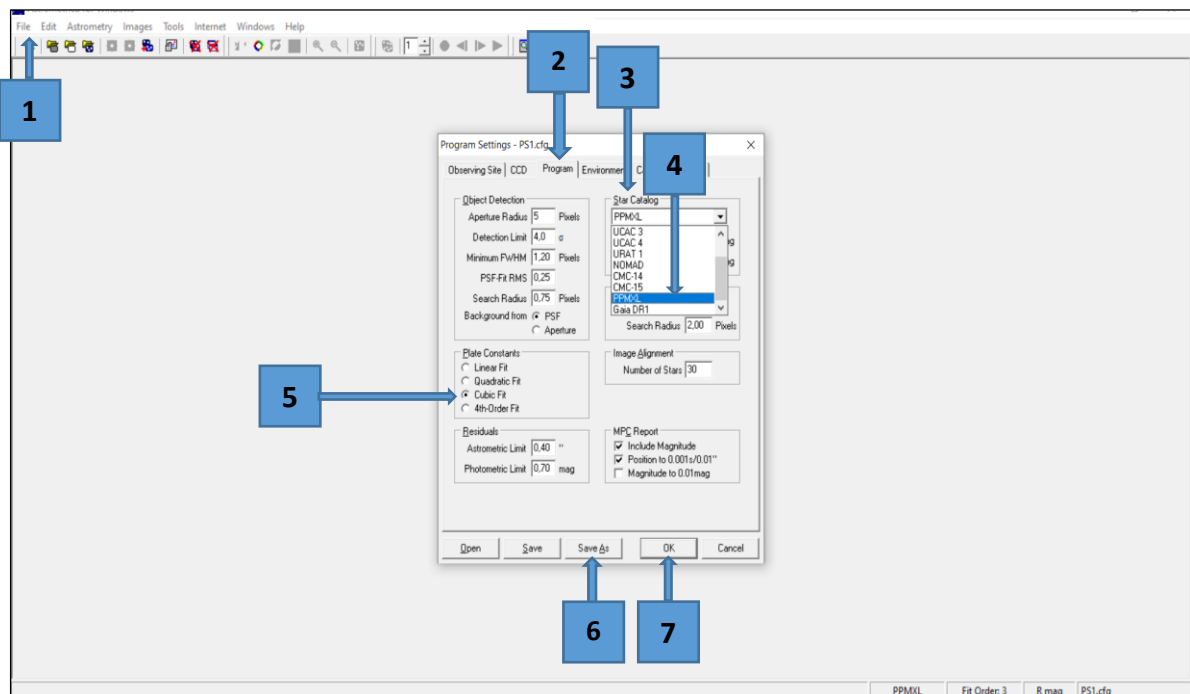 File Edit Astrometry Images Tools Internet Windows Help
1
1
2
3
4
Program Settings - PS1.cfg
Observing Site CCD Program Environmen
Object Detection
Aperture Radius 5 Pixels
Detection Limit 4,0 σ
Minimum FWHM 1,20 Pixels
PSF-Fit RMS 0,25
Search Radius 0,75 Pixels
Background from PSF
Aperture
Star Catalog
PPMXL
UCAC 3
UCAC 4
URAT 1
NOMAD
CMC-14
CMC-15
PPMXL
Gaia DR1
Search Radius 2,00 Pixels
Plate Constants
Linear Fit
Quadratic Fit
Cubic Fit
4th-Order Fit
5
Image Alignment
Number of Stars 30
Residuals
Astrometric Limit 0,40 "
Photometric Limit 0,70 mag
MPC Report
Include Magnitude
Position to 0.001s/0.01"
Magnitude to 0.01mag
Open Save Save As OK Cancel
6
7
PPMXL Fit Order: 3 R mag PS1.cfg